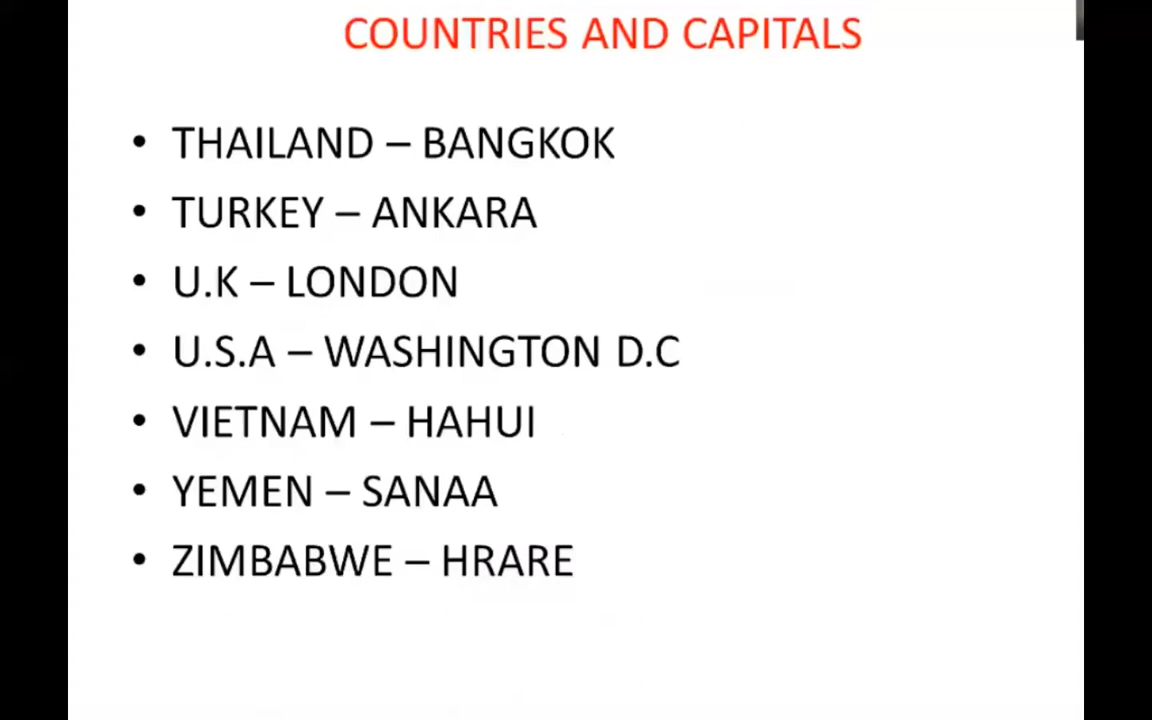 COUNTRIES AND CAPITALS
• THAILAND – BANGKOK
• TURKEY – ANKARA
• U.K – LONDON
• U.S.A – WASHINGTON D.C
• VIETNAM – HAHUI
• YEMEN – SANAA
• ZIMBABWE – HRARE